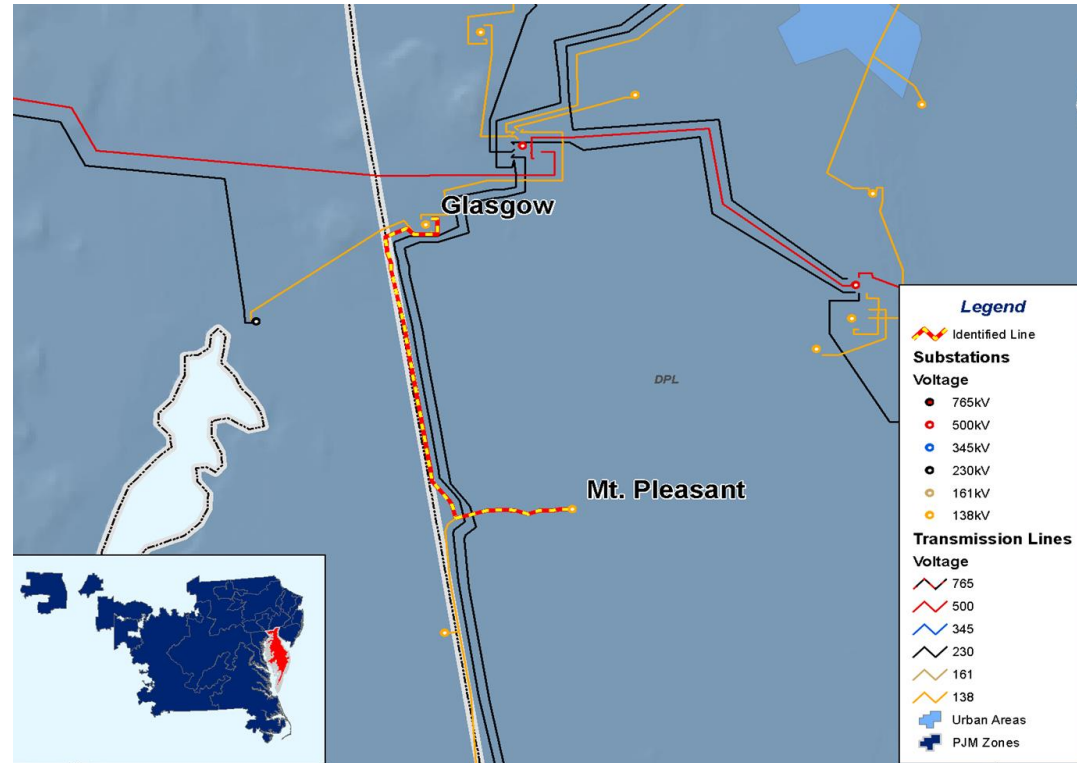 Glasgow
DPL
Mt. Pleasant
Legend
Identified Line
Substations
Voltage
765kV
500kV
345kV
230kV
161kV
138kV
Transmission Lines
Voltage
765
500
345
230
161
138
Urban Areas
PJM Zones